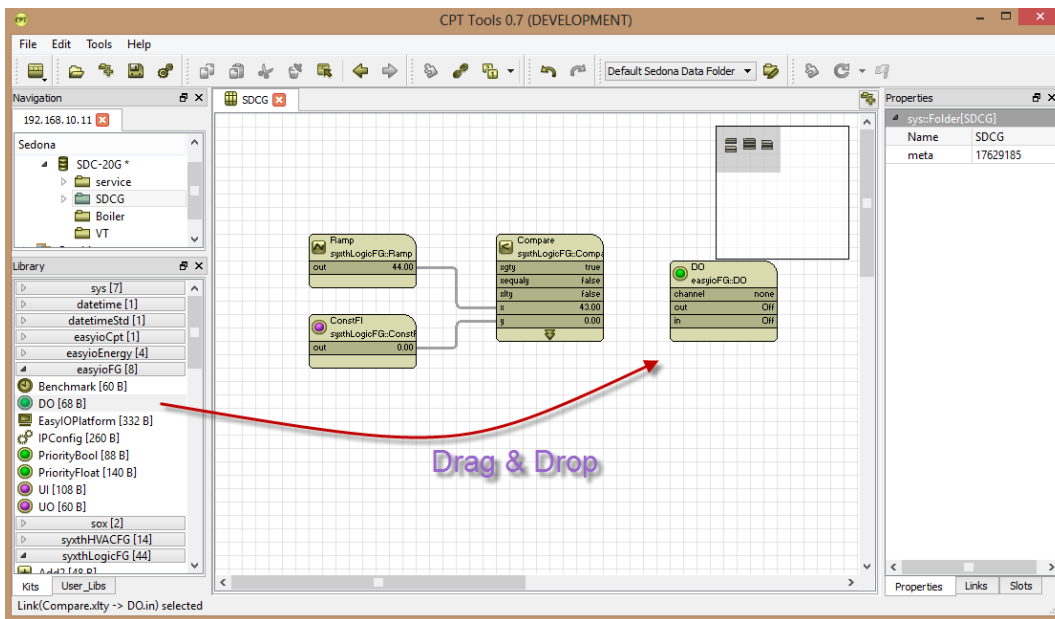 CPT Tools 0.7 (DEVELOPMENT)
File Edit Tools Help
Default Sedona Data Folder
Navigation
192.168.10.11
Sedona
SDC-20G *
service
SDCG
Boiler
VT
Library
sys [7]
datetime [1]
datetimeStd [1]
easyioCpt [1]
easyioEnergy [4]
easyioFG [8]
Benchmark [60 B]
DO [68 B]
EasyIOPlatform [332 B]
IPConfig [260 B]
PriorityBool [88 B]
PriorityFloat [140 B]
UI [108 B]
UO [60 B]
sox [2]
syxthHVACFG [14]
syxthLogicFG [44]
Add2 [48 B]
Kits User_Libs
Link(Compare.xlty -> DO.in) selected
SDCG
Ramp
syxthLogicFG::Ramp
out 44.00
ConstFl
syxthLogicFG::ConstF
out 0.00
Compare
syxthLogicFG::Compa
xgty true
xequaly false
xlty false
x 43.00
y 0.00
DO
easyioFG::DO
channel none
out Off
in Off
Drag & Drop
Properties
sys::Folder[SDCG]
Name SDCG
meta 17629185
Properties Links Slots